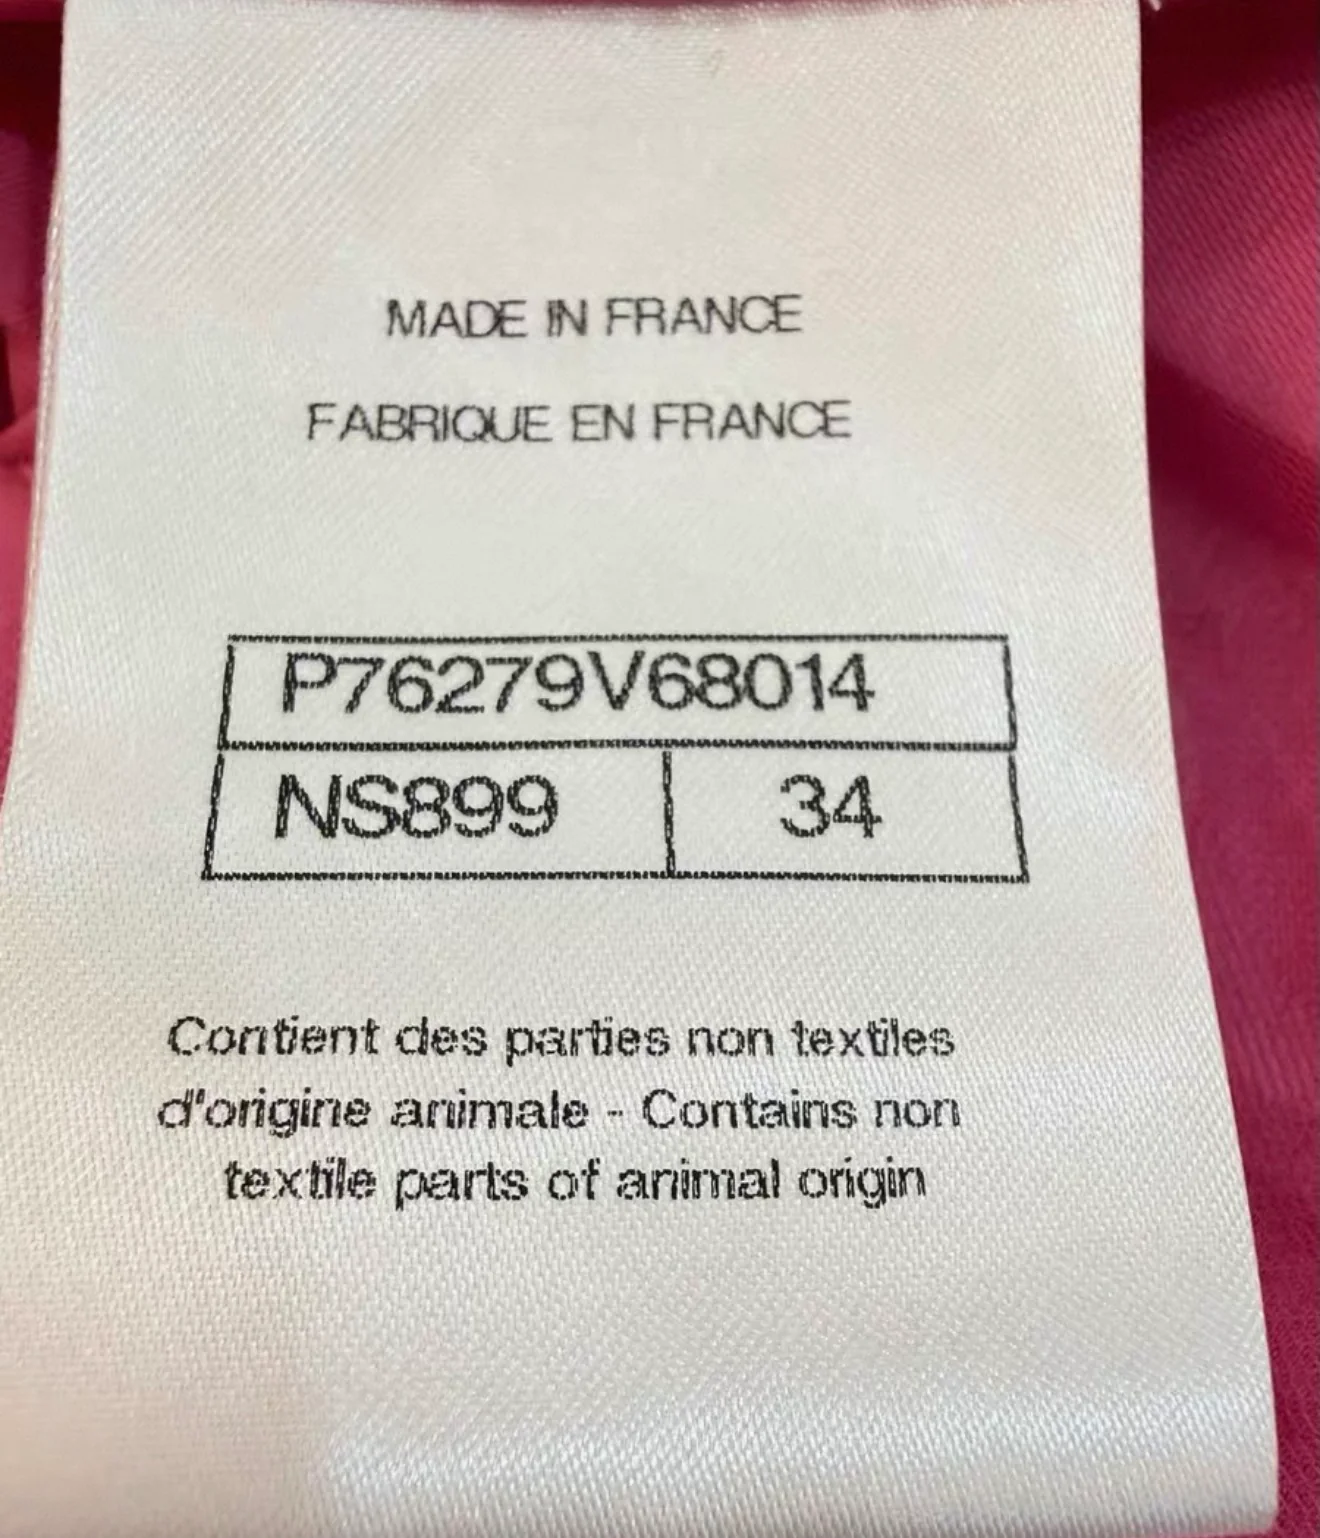 MADE IN FRANCE
FABRIQUE EN FRANCE
P76279V68014
NS899 34
Contient des parties non textiles
d'origine animale - Contains non
textile parts of animal origin